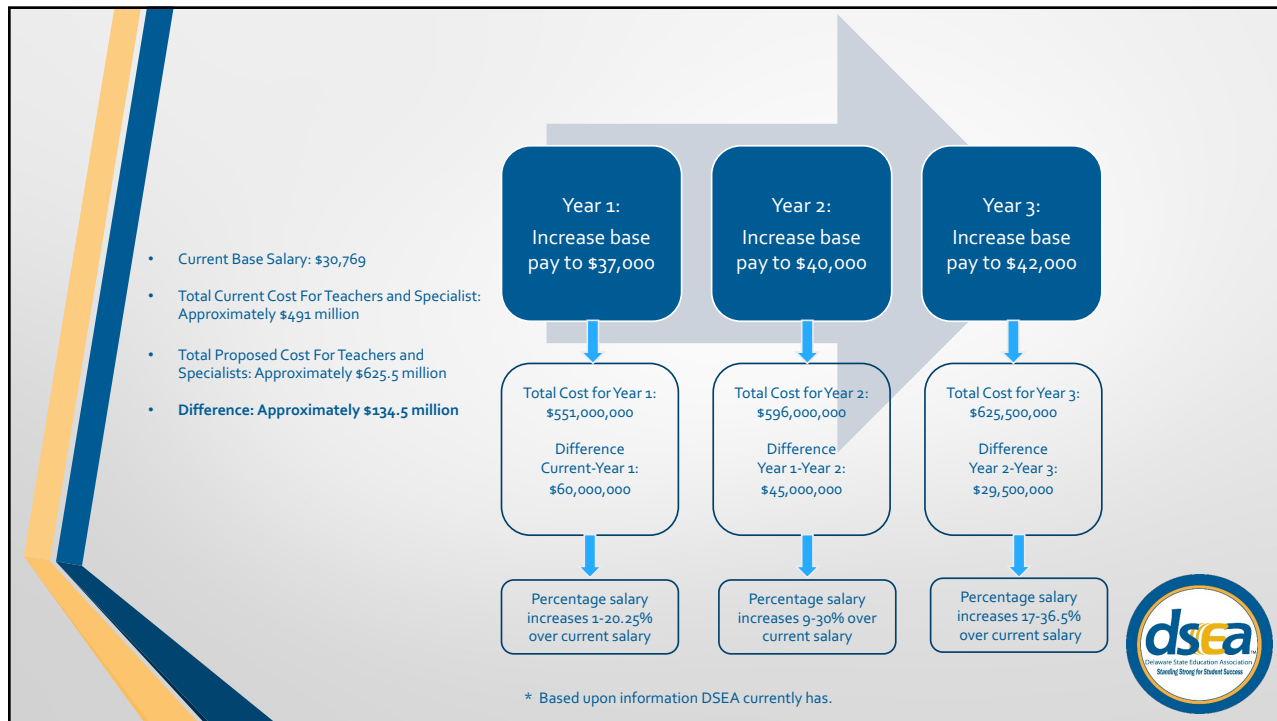 • Current Base Salary: $30,769
• Total Current Cost For Teachers and Specialist:
Approximately $491 million
• Total Proposed Cost For Teachers and
Specialists: Approximately $625.5 million
• Difference: Approximately $134.5 million
Year 1:
Increase base
pay to $37,000
Total Cost for Year 1:
$551,000,000
Difference
Current-Year 1:
$60,000,000
Percentage salary
increases 1-20.25%
over current salary
Year 2:
Increase base
pay to $40,000
Total Cost for Year 2:
$596,000,000
Difference
Year 1-Year 2:
$45,000,000
Percentage salary
increases 9-30% over
current salary
Year 3:
Increase base
pay to $42,000
Total Cost for Year 3:
$625,500,000
Difference
Year 2-Year 3:
$29,500,000
Percentage salary
increases 17-36.5%
over current salary
* Based upon information DSEA currently has.
dsea™
Delaware State Education Association
Standing Strong for Student Success